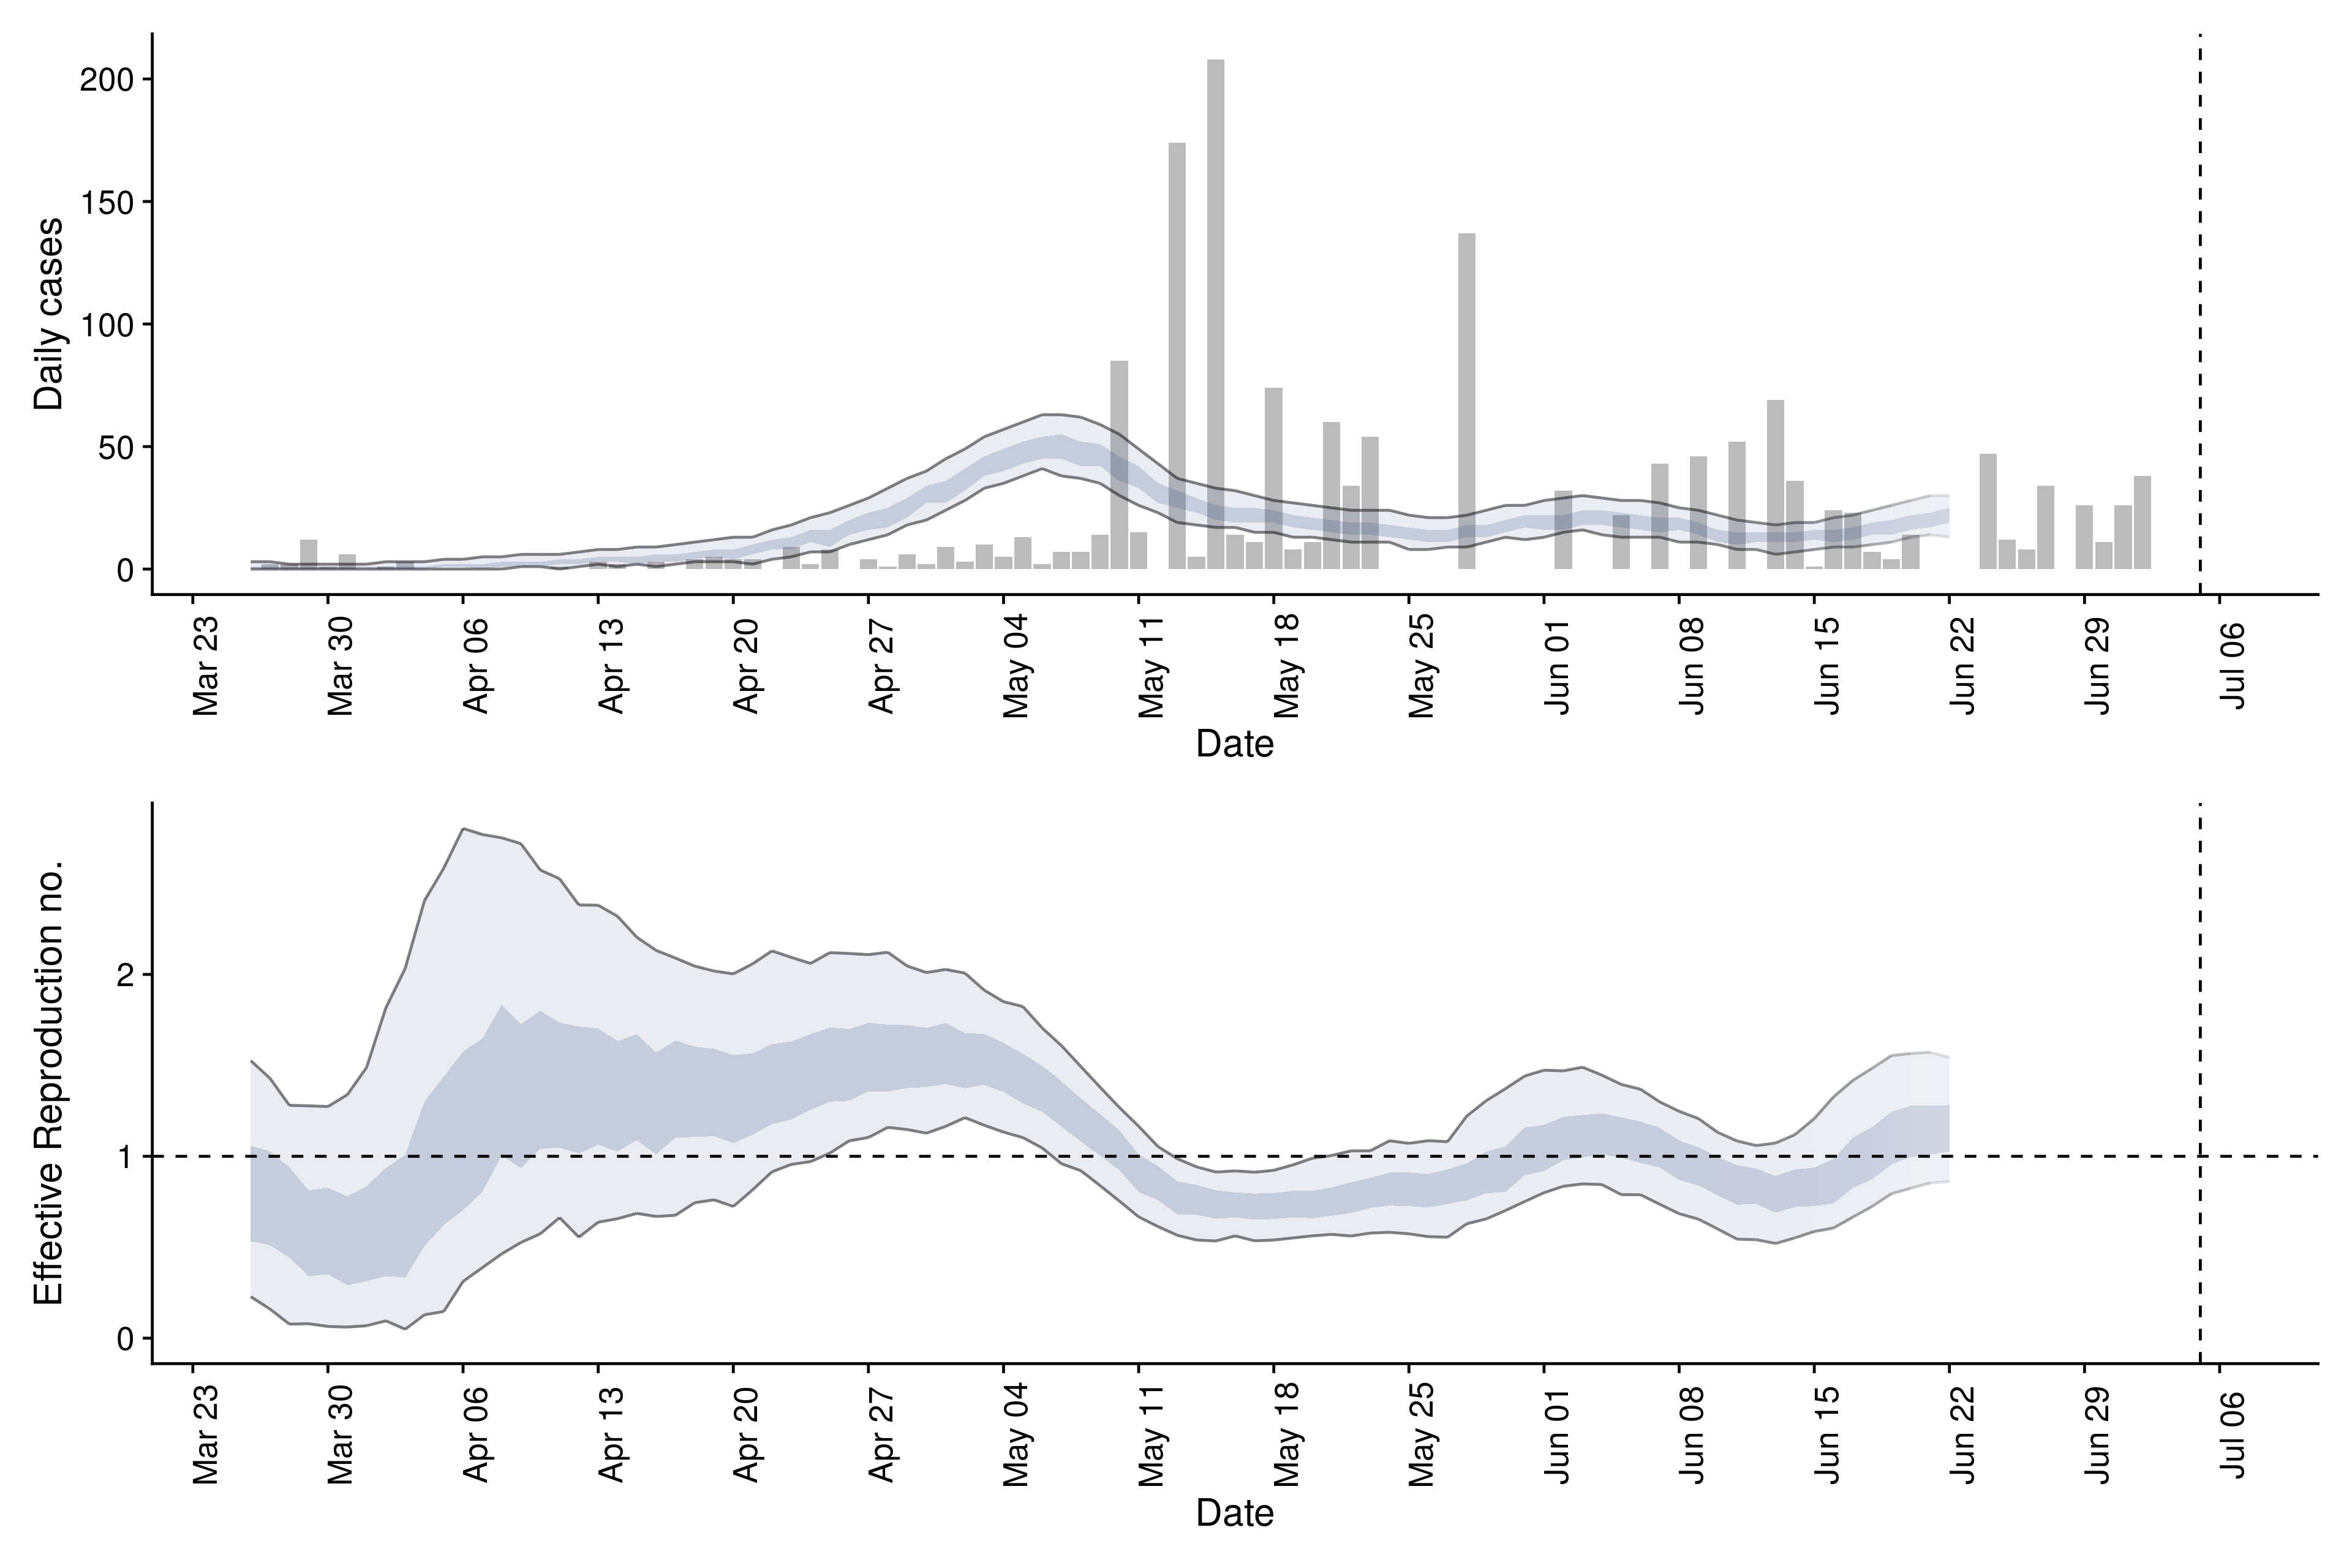 Daily cases
200
150
100
50
0
Mar 23
Mar 30
Apr 06
Apr 13
Apr 20
Apr 27
May 04
May 11
May 18
May 25
Jun 01
Jun 08
Jun 15
Jun 22
Jun 29
Jul 06
Date
Effective Reproduction no.
2
1
0
Mar 23
Mar 30
Apr 06
Apr 13
Apr 20
Apr 27
May 04
May 11
May 18
May 25
Jun 01
Jun 08
Jun 15
Jun 22
Jun 29
Jul 06
Date